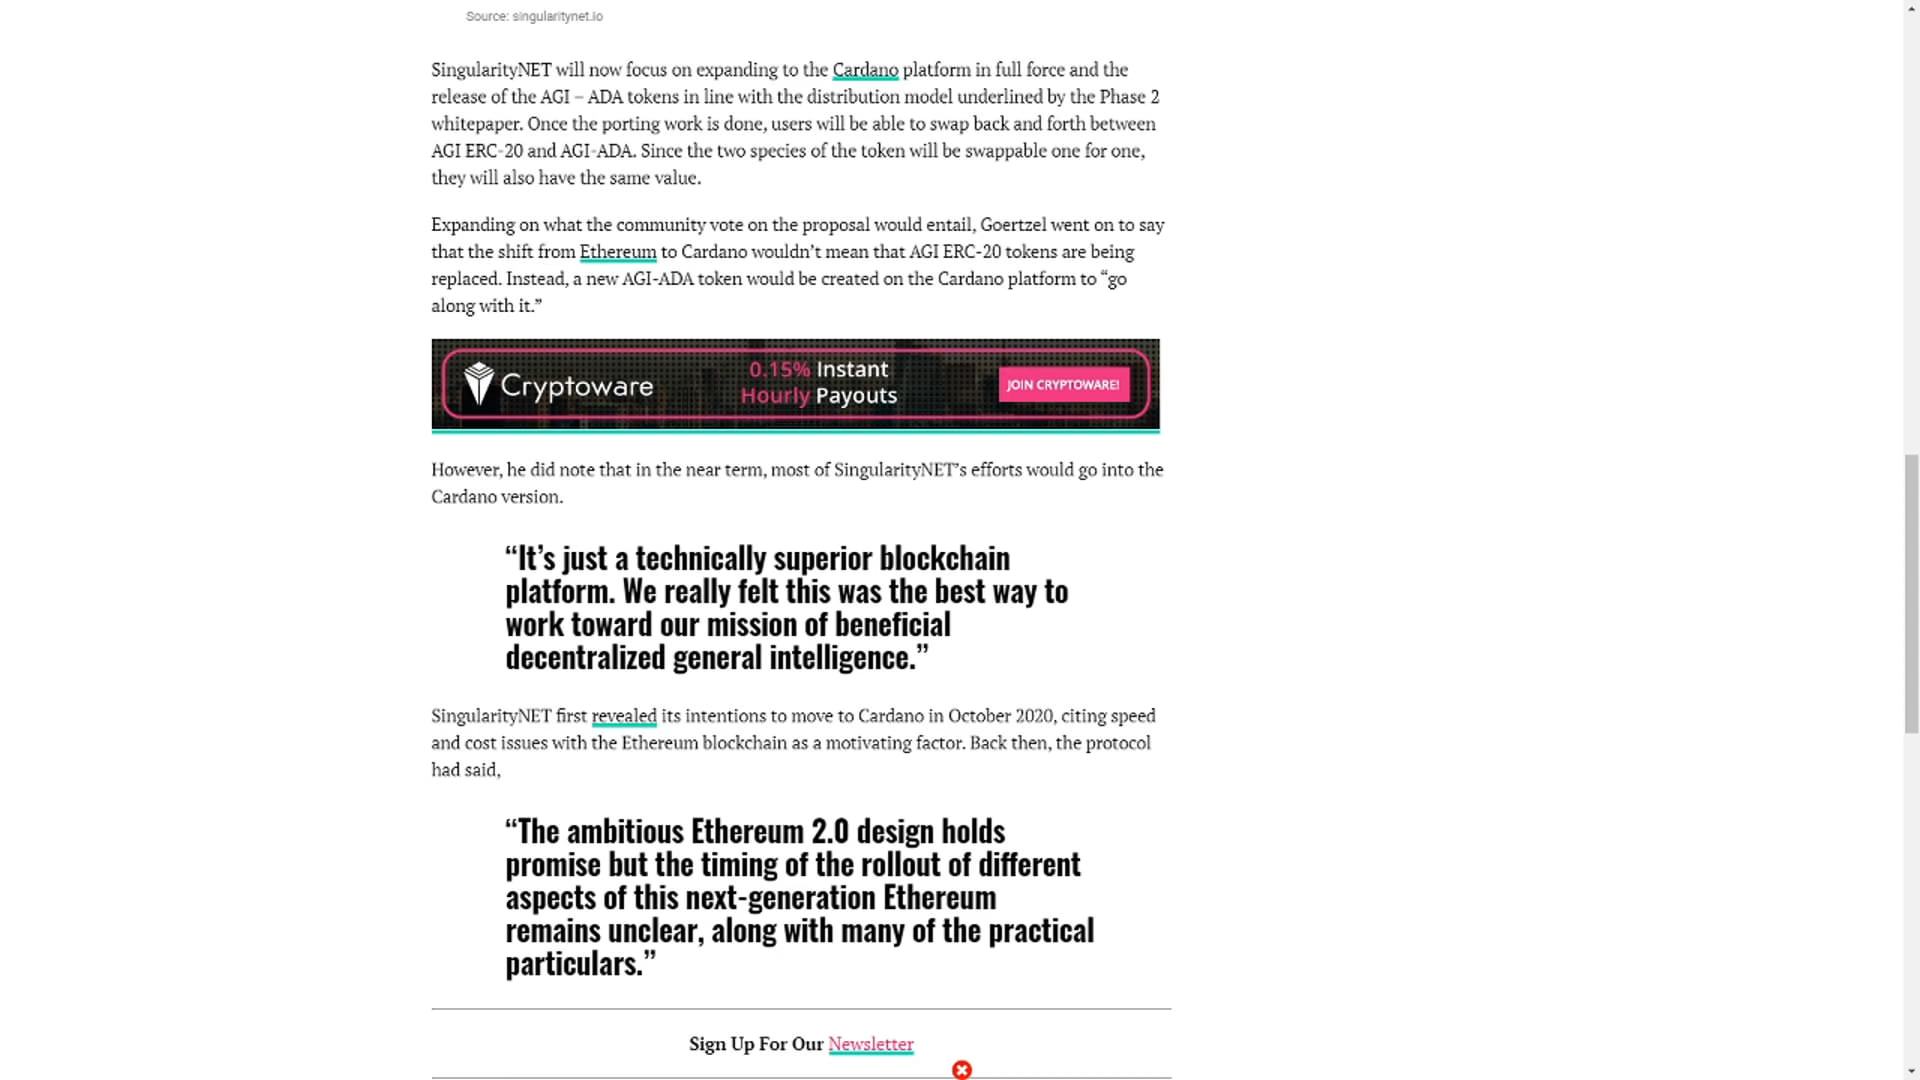 Source: singularitynet.io
SingularityNET will now focus on expanding to the Cardano platform in full force and the
release of the AGI – ADA tokens in line with the distribution model underlined by the Phase 2
whitepaper. Once the porting work is done, users will be able to swap back and forth between
AGI ERC-20 and AGI-ADA. Since the two species of the token will be swappable one for one,
they will also have the same value.
Expanding on what the community vote on the proposal would entail, Goertzel went on to say
that the shift from Ethereum to Cardano wouldn’t mean that AGI ERC-20 tokens are being
replaced. Instead, a new AGI-ADA token would be created on the Cardano platform to “go
along with it.”
Cryptoware
0.15% Instant
Hourly Payouts
JOIN CRYPTOWARE!
However, he did note that in the near term, most of SingularityNET’s efforts would go into the
Cardano version.
“It’s just a technically superior blockchain
platform. We really felt this was the best way to
work toward our mission of beneficial
decentralized general intelligence.”
SingularityNET first revealed its intentions to move to Cardano in October 2020, citing speed
and cost issues with the Ethereum blockchain as a motivating factor. Back then, the protocol
had said,
“The ambitious Ethereum 2.0 design holds
promise but the timing of the rollout of different
aspects of this next-generation Ethereum
remains unclear, along with many of the practical
particulars.”
Sign Up For Our Newsletter